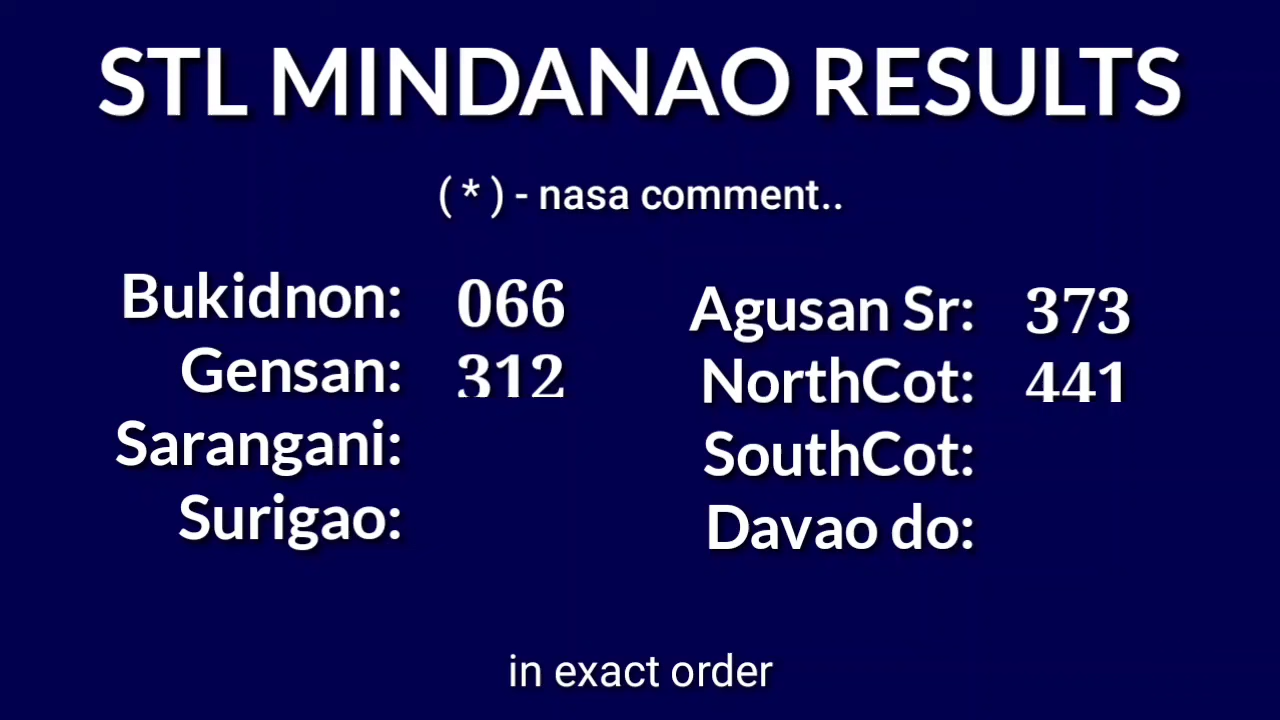 STL MINDANAO RESULTS
( * ) - nasa comment..
Bukidnon: 066
Gensan: 312
Sarangani:
Surigao:
Agusan Sr: 373
NorthCot: 441
SouthCot:
Davao do:
in exact order